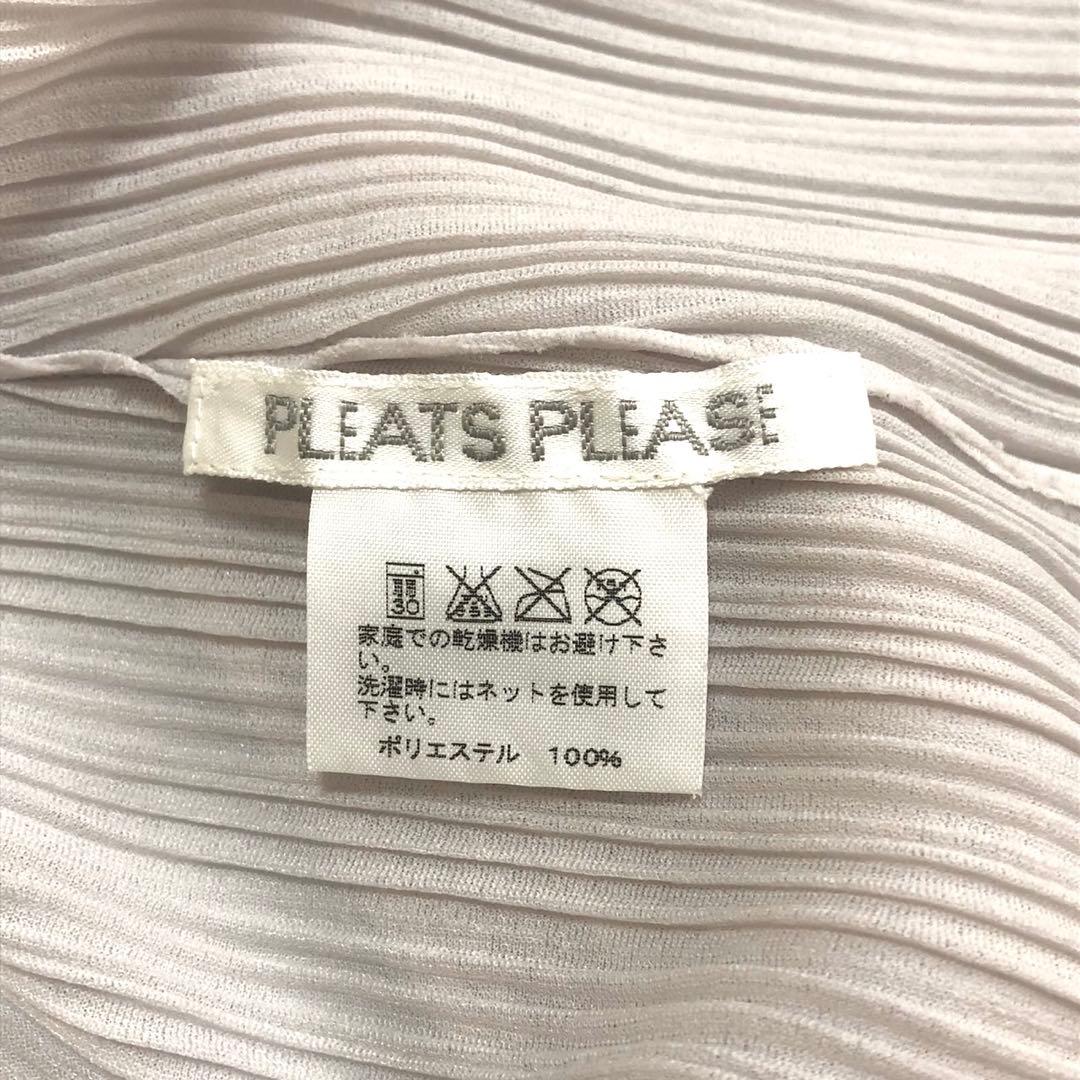 PLEATS PLEASE
30
家庭での乾燥機はお避け下さ
い。
洗濯時にはネットを使用して
下さい。
ポリエステル 100%